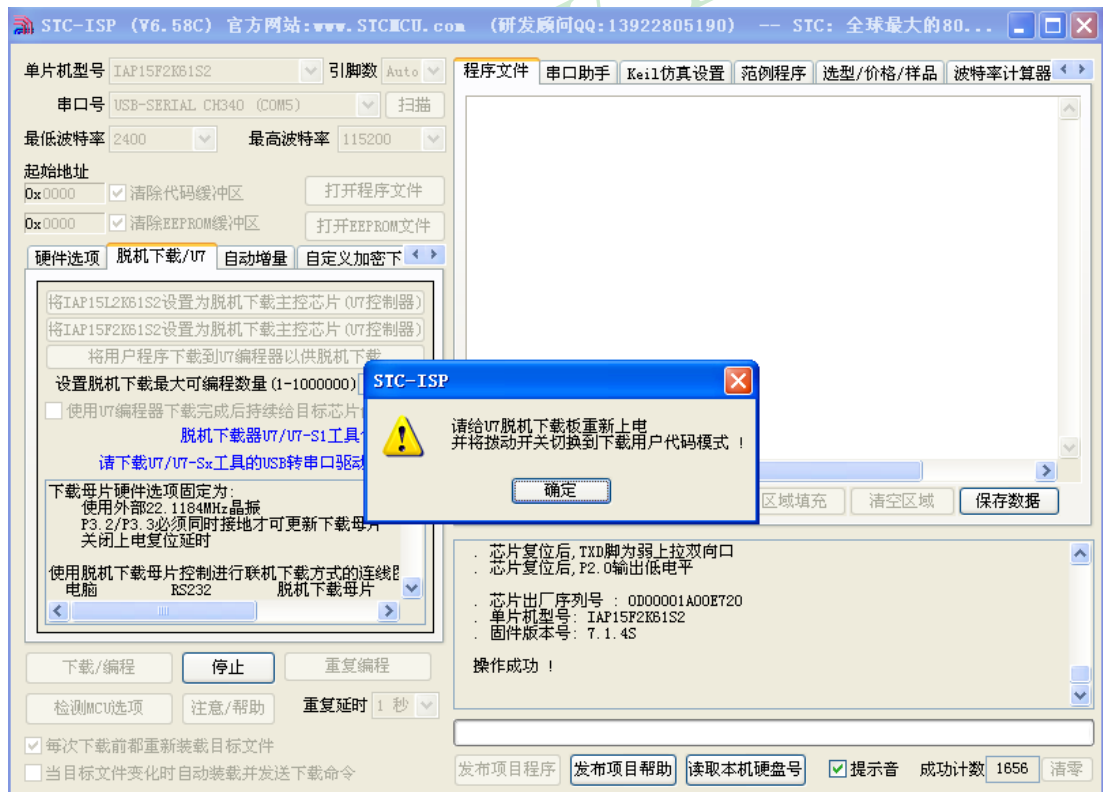 STC-ISP (V6.58C) 官方网站:www.STCMCU.com (研发顾问QQ:13922805190) -- STC: 全球最大的80...
单片机型号 IAP15F2K61S2 引脚数 Auto
串口号 USB-SERIAL CH340 (COM5) 扫描
最低波特率 2400 最高波特率 115200
起始地址
0x0000 清除代码缓冲区 打开程序文件
0x0000 清除EEPROM缓冲区 打开EEPROM文件
硬件选项 脱机下载/U7 自动增量 自定义加密下
将IAP15L2K61S2设置为脱机下载主控芯片(U7控制器)
将IAP15F2K61S2设置为脱机下载主控芯片(U7控制器)
将用户程序下载到U7编程器以供脱机下载
设置脱机下载最大可编程数量(1-1000000)
使用U7编程器下载完成后持续给目标芯片
脱机下载器U7/U7-S1工具
请下载U7/U7-Sx工具的USB转串口驱动
下载母片硬件选项固定为:
使用外部22.1184MHz晶振
P3.2/P3.3必须同时接地才可更新下载母片
关闭上电复位延时
使用脱机下载母片控制进行联机下载方式的连线
电脑 RS232 脱机下载母片
下载/编程 停止 重复编程
检测MCU选项 注意/帮助 重复延时 1 秒
每次下载前都重新装载目标文件
当目标文件变化时自动装载并发送下载命令
程序文件 串口助手 Keil仿真设置 范例程序 选型/价格/样品 波特率计算器
STC-ISP
请给U7脱机下载板重新上电
并将拨动开关切换到下载用户代码模式 !
确定
区域填充 清空区域 保存数据
. 芯片复位后,TXD脚为弱上拉双向口
. 芯片复位后,P2.0输出低电平
. 芯片出厂序列号 : 0D00001A00E720
. 单片机型号: IAP15F2K61S2
. 固件版本号: 7.1.4S
操作成功 !
发布项目程序 发布项目帮助 读取本机硬盘号 提示音 成功计数 1656 清零